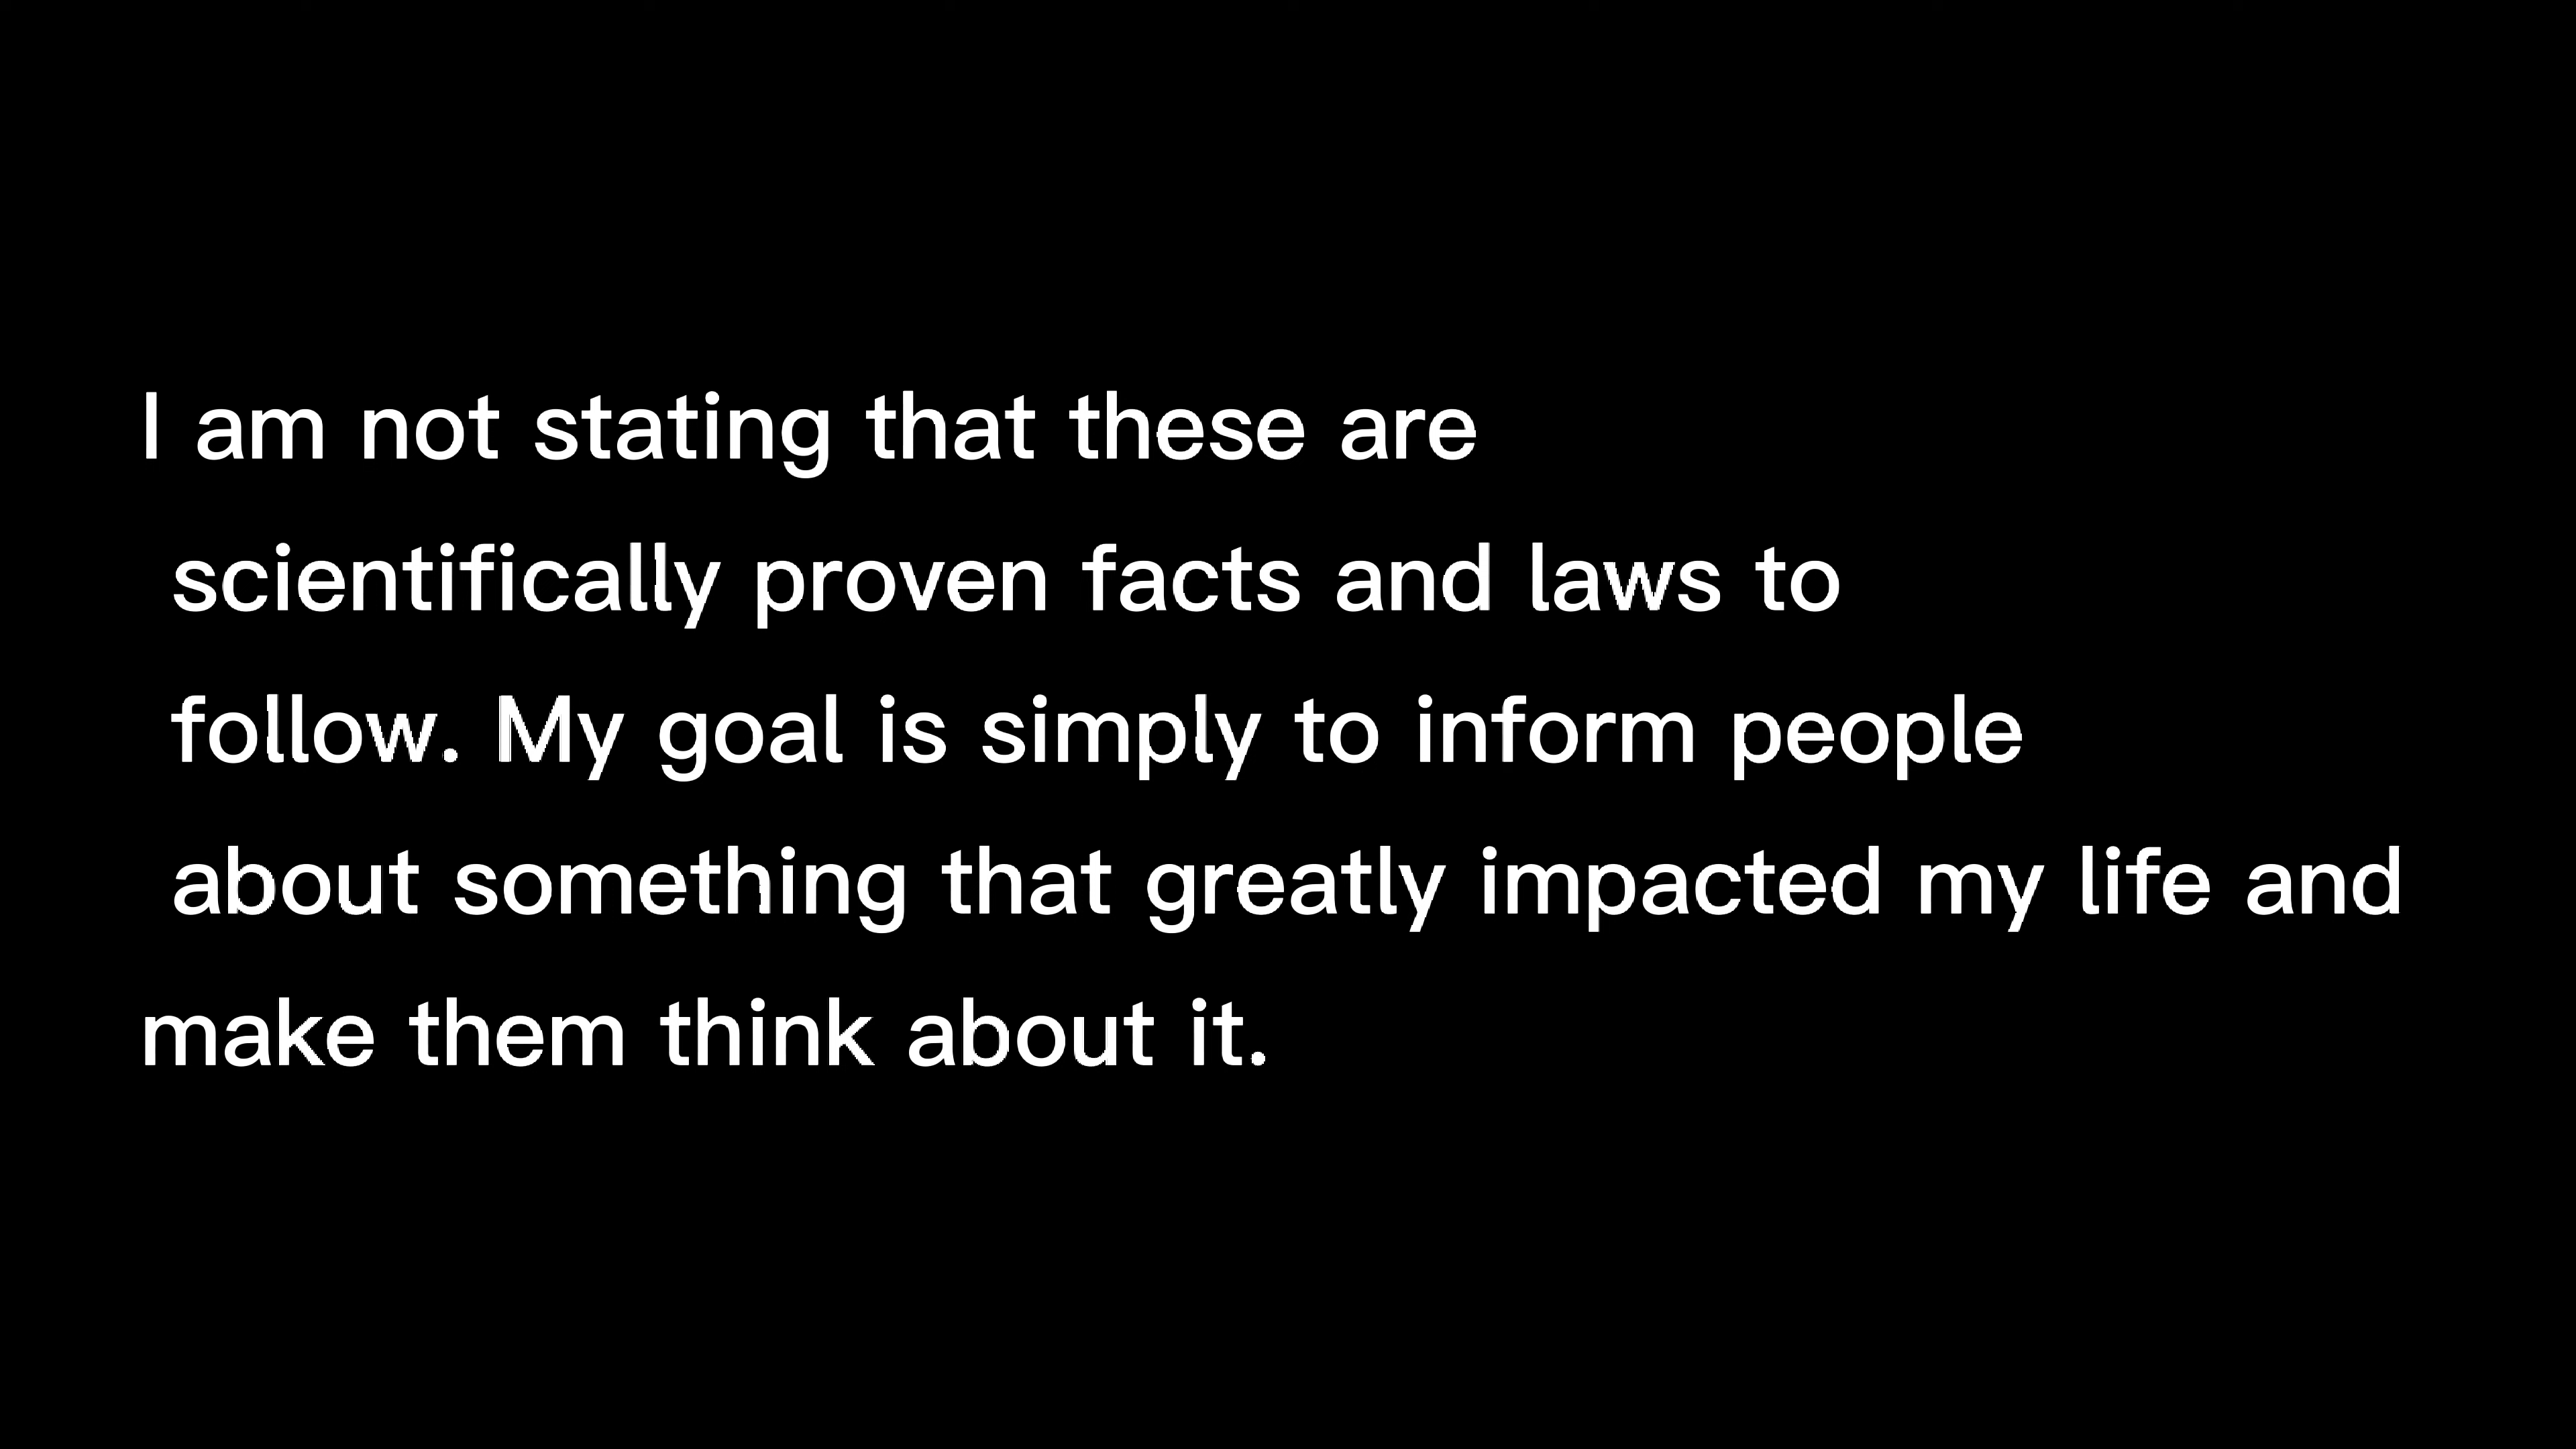 I am not stating that these are
scientifically proven facts and laws to
follow. My goal is simply to inform people
about something that greatly impacted my life and
make them think about it.